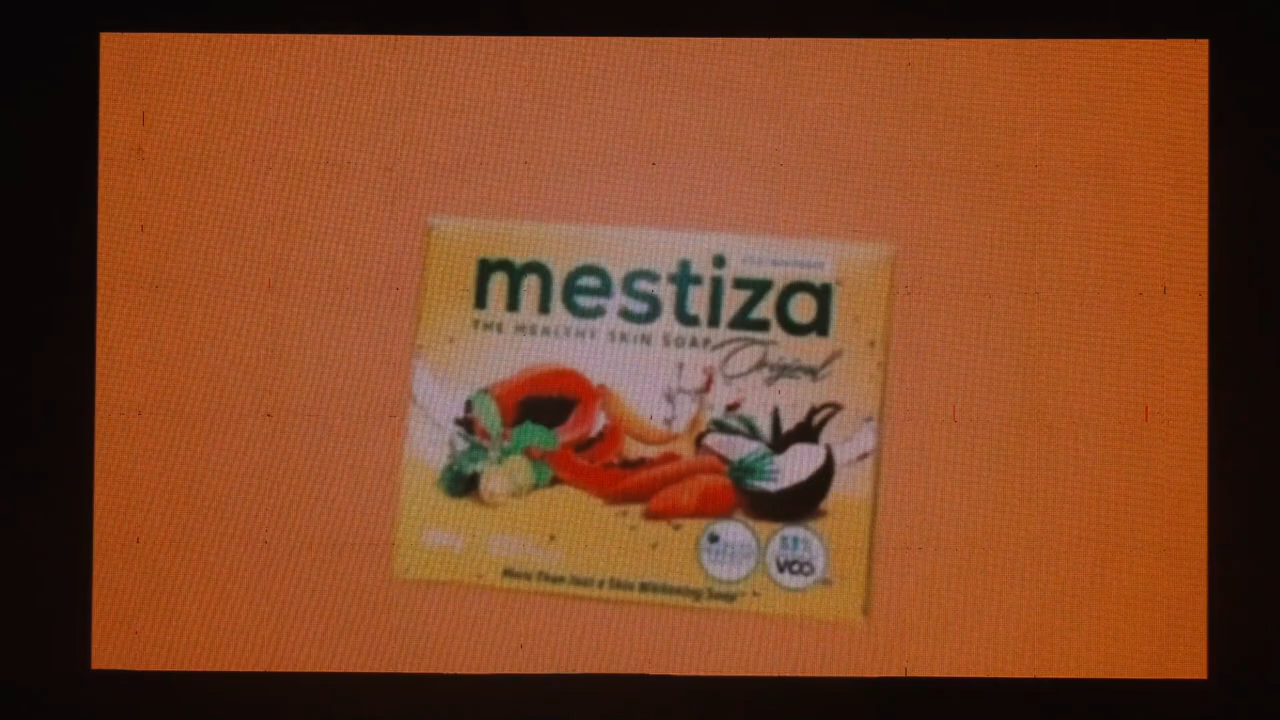 mestiza
THE HEALTHY SKIN SOAP
Original
VCO
More Than Just a Skin Whitening Soap